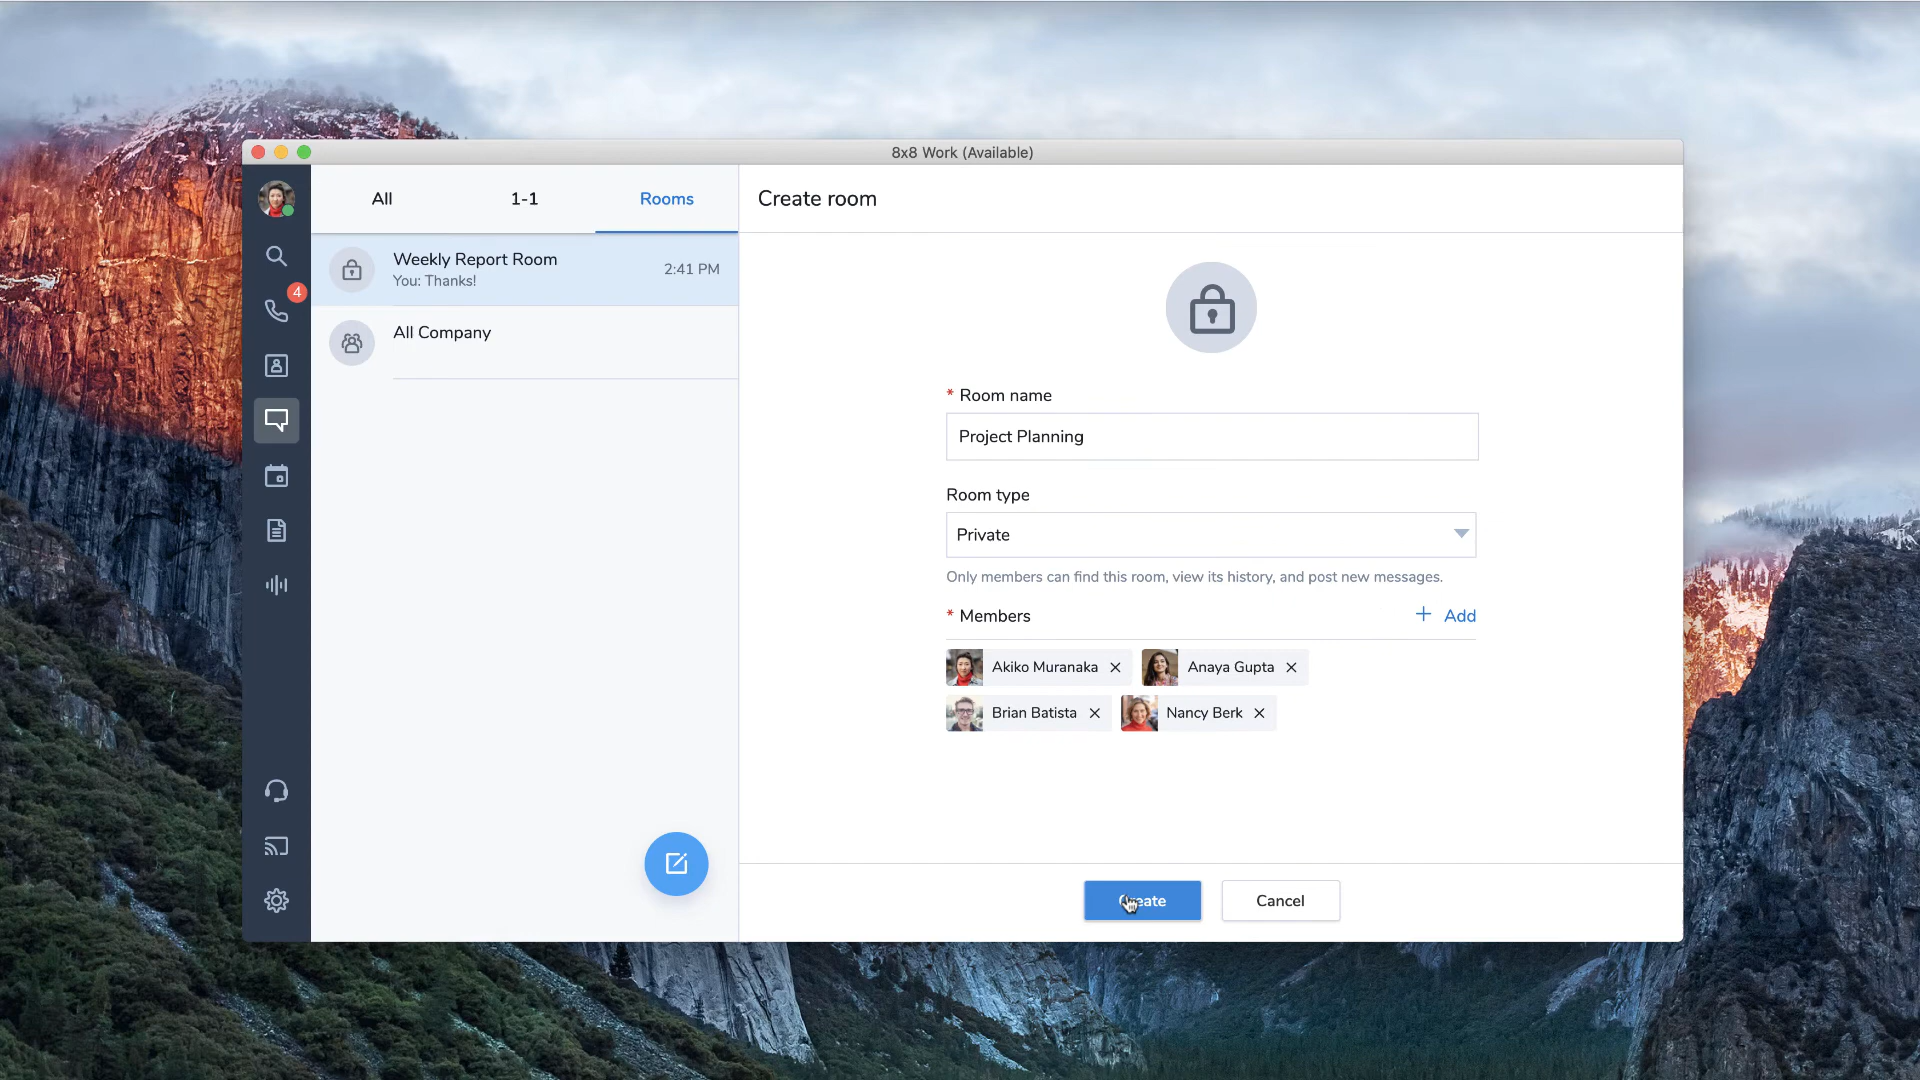 8x8 Work (Available)
All
1-1
Rooms
Create room
4
Weekly Report Room
2:41 PM
You: Thanks!
All Company
* Room name
Project Planning
Room type
Private
Only members can find this room, view its history, and post new messages.
* Members
+ Add
Akiko Muranaka
Anaya Gupta
Brian Batista
Nancy Berk
Create
Cancel